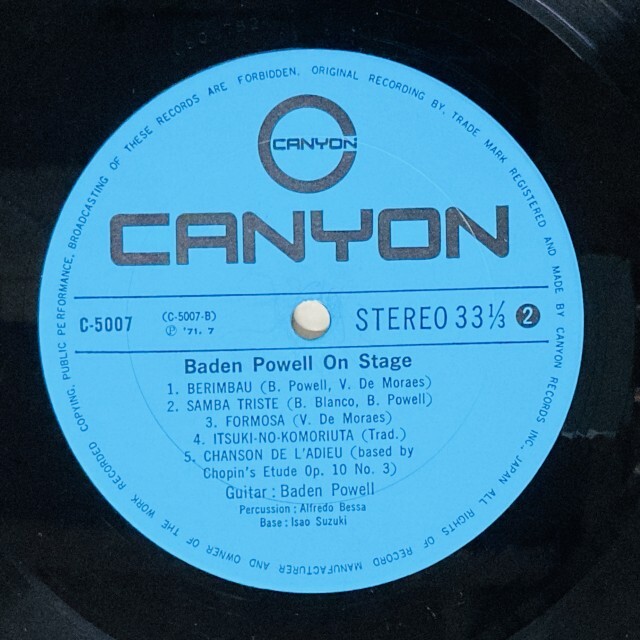 CANYON
CANYON
C-5007
(C-5007-B)
Ⓟ '71. 7
STEREO 33⅓ 2
Baden Powell On Stage
1. BERIMBAU (B. Powell, V. De Moraes)
2. SAMBA TRISTE (B. Blanco, B. Powell)
3. FORMOSA (V. De Moraes)
4. ITSUKI-NO-KOMORIUTA (Trad.)
5. CHANSON DE L'ADIEU (based by
Chopin's Etude Op. 10 No. 3)
Guitar : Baden Powell
Percussion : Alfredo Bessa
Base : Isao Suzuki
RECORDED COPYING, PUBLIC PERFORMANCE, BROADCASTING OF THESE RECORDS ARE FORBIDDEN. ORIGINAL RECORDING BY, TRADE MARK REGISTERED AND MADE BY CANYON RECORDS INC., JAPAN ALL RIGHTS OF RECORD MANUFACTURER AND OWNER OF THE WORK